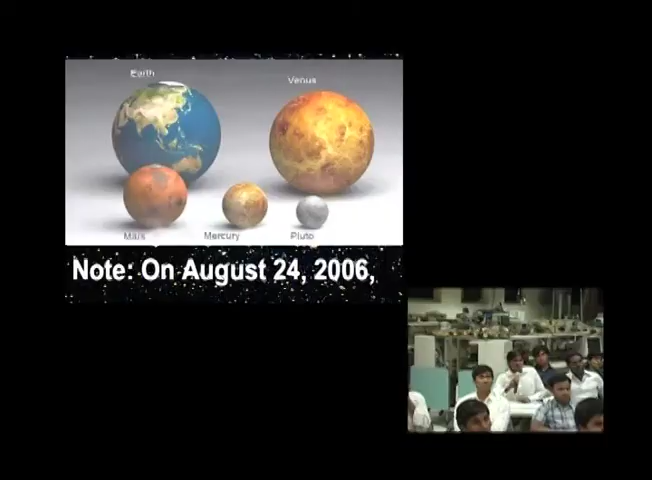 Earth
Venus
Mars
Mercury
Pluto
Note: On August 24, 2006,